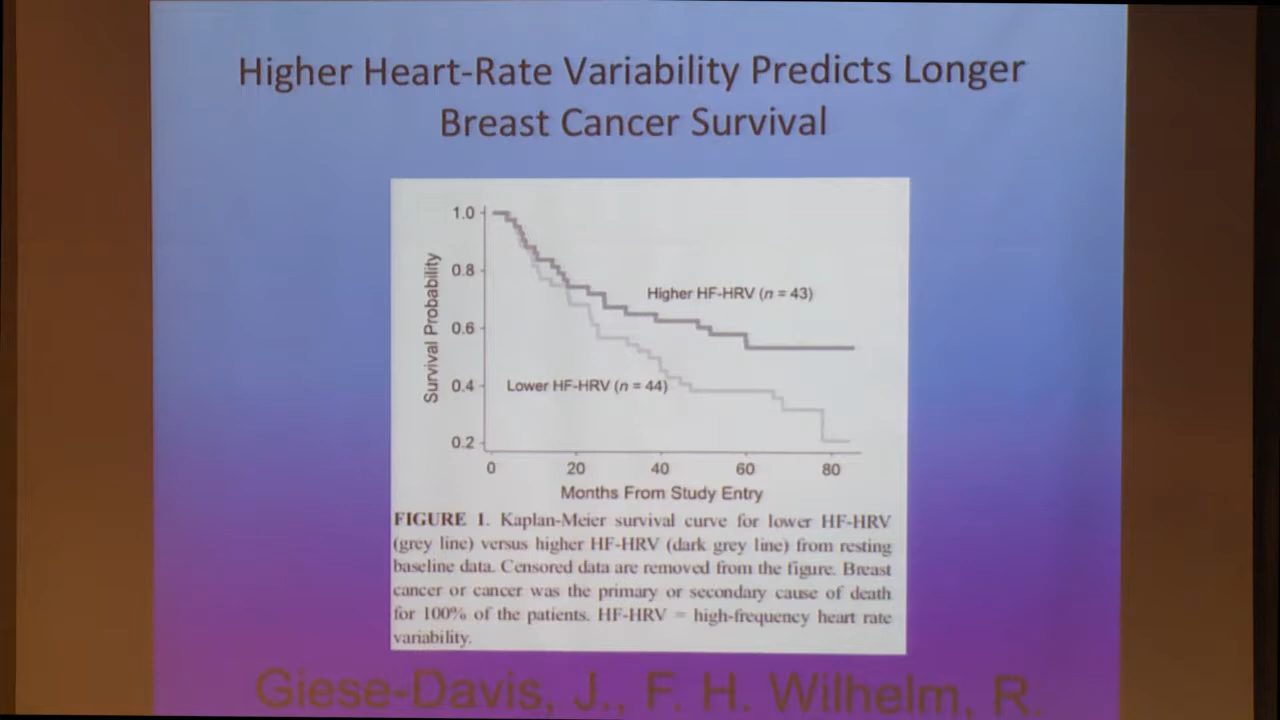 Higher Heart-Rate Variability Predicts Longer
Breast Cancer Survival
1.0
0.8
0.6
0.4
0.2
Survival Probability
Higher HF-HRV (n = 43)
Lower HF-HRV (n = 44)
0 20 40 60 80
Months From Study Entry
FIGURE 1. Kaplan-Meier survival curve for lower HF-HRV
(grey line) versus higher HF-HRV (dark grey line) from resting
baseline data. Censored data are removed from the figure. Breast
cancer or cancer was the primary or secondary cause of death
for 100% of the patients. HF-HRV = high-frequency heart rate
variability.
Giese-Davis, J., F. H. Wilhelm, R.